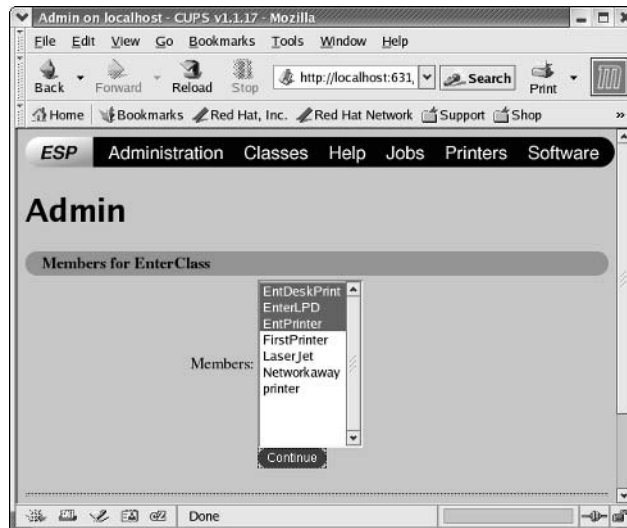 Admin on localhost - CUPS v1.1.17 - Mozilla
File Edit View Go Bookmarks Tools Window Help
Back Forward Reload Stop http://localhost:631, Search Print
Home Bookmarks Red Hat, Inc. Red Hat Network Support Shop »
ESP Administration Classes Help Jobs Printers Software
Admin
Members for EnterClass
Members:
EntDeskPrint
EnterLPD
EntPrinter
FirstPrinter
LaserJet
Networkaway
printer
Continue
Done